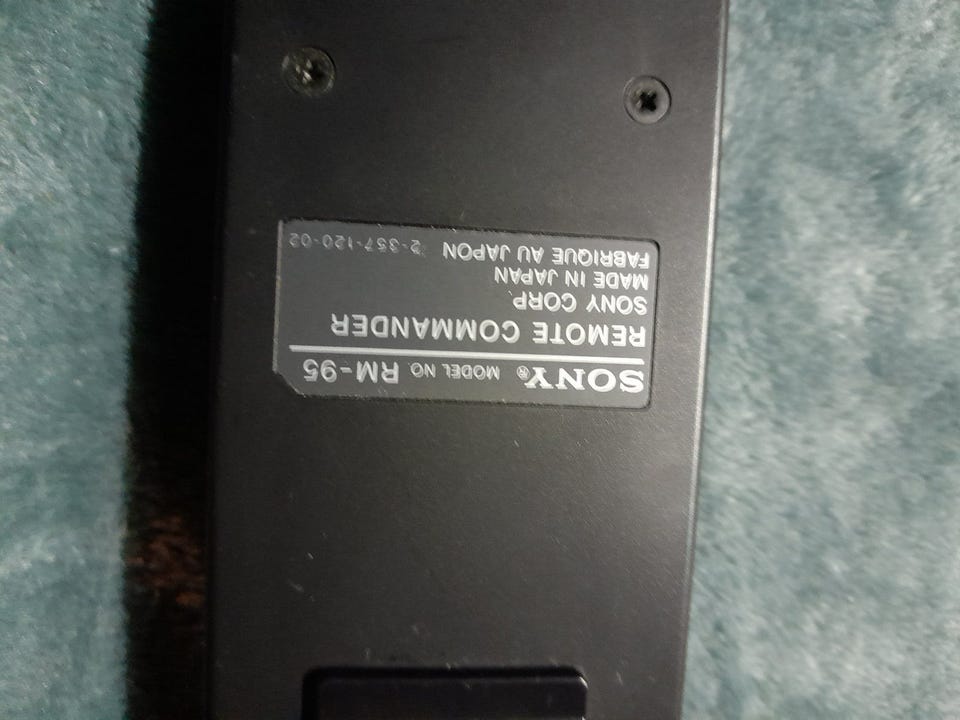 SONY® MODEL NO. RM-95
REMOTE COMMANDER
SONY CORP
MADE IN JAPAN
FABRIQUE AU JAPON 2-357-120-02